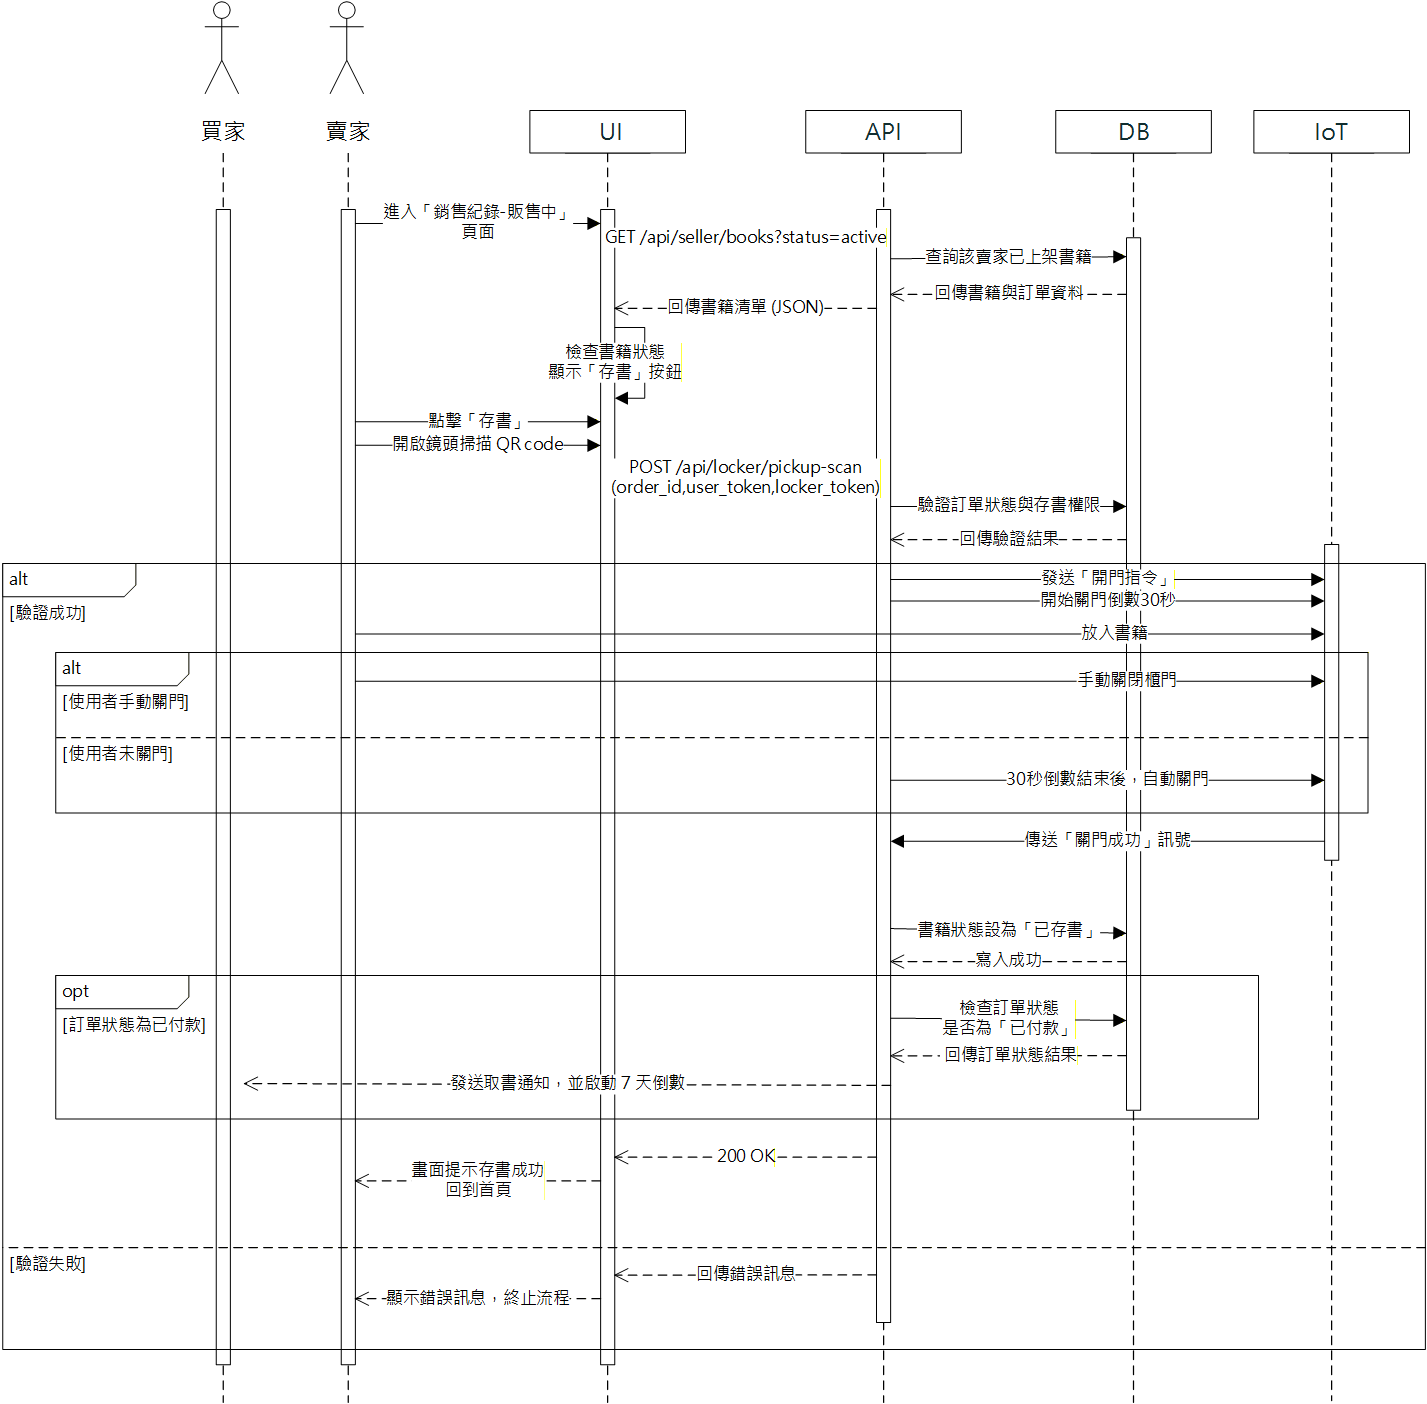 買家
賣家
UI
API
DB
IoT
進入「銷售紀錄-販售中」
頁面
GET /api/seller/books?status=active
查詢該賣家已上架書籍
回傳書籍與訂單資料
回傳書籍清單 (JSON)
檢查書籍狀態
顯示「存書」按鈕
點擊「存書」
開啟鏡頭掃描 QR code
POST /api/locker/pickup-scan
(order_id,user_token,locker_token)
驗證訂單狀態與存書權限
回傳驗證結果
alt
[驗證成功]
發送「開門指令」
開始關門倒數30秒
放入書籍
alt
[使用者手動關門]
手動關閉櫃門
[使用者未關門]
30秒倒數結束後，自動關門
傳送「關門成功」訊號
書籍狀態設為「已存書」
寫入成功
opt
[訂單狀態為已付款]
檢查訂單狀態
是否為「已付款」
回傳訂單狀態結果
發送取書通知，並啟動 7 天倒數
200 OK
畫面提示存書成功
回到首頁
[驗證失敗]
回傳錯誤訊息
顯示錯誤訊息，終止流程